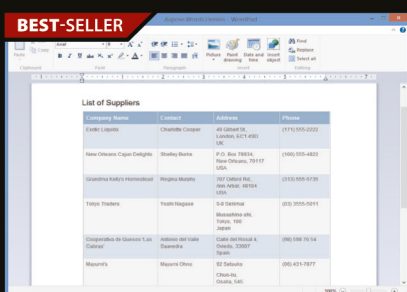 BEST-SELLER
WordPad
Paste
Copy
Clipboard
Arial
Font
Paragraph
Picture
Paint drawing
Date and time
Insert object
Insert
Find
Replace
Select all
Editing
List of Suppliers
Company Name Contact Address Phone
Exotic Liquids Charlotte Cooper 49 Gilbert St., (171) 555-2222
London, EC1 4SD
UK
New Orleans Cajun Delights Shelley Burke P.O. Box 78934, (100) 555-4822
New Orleans, 70117
USA
Grandma Kelly's Homestead Regina Murphy 707 Oxford Rd., (313) 555-5735
Ann Arbor, 48104
USA
Tokyo Traders Yoshi Nagase (03) 3555-5011
Musashino-shi,
Tokyo, 100
Japan
Cooperativa de Quesos 'Las Antonio del Valle Calle del Rosal 4, (98) 598 76 54
Cabras' Saavedra Oviedo, 33007
Spain
Mayumi's Mayumi Ohno 92 Setsuko (06) 431-7877
Chuo-ku,
Osaka, 545
100%